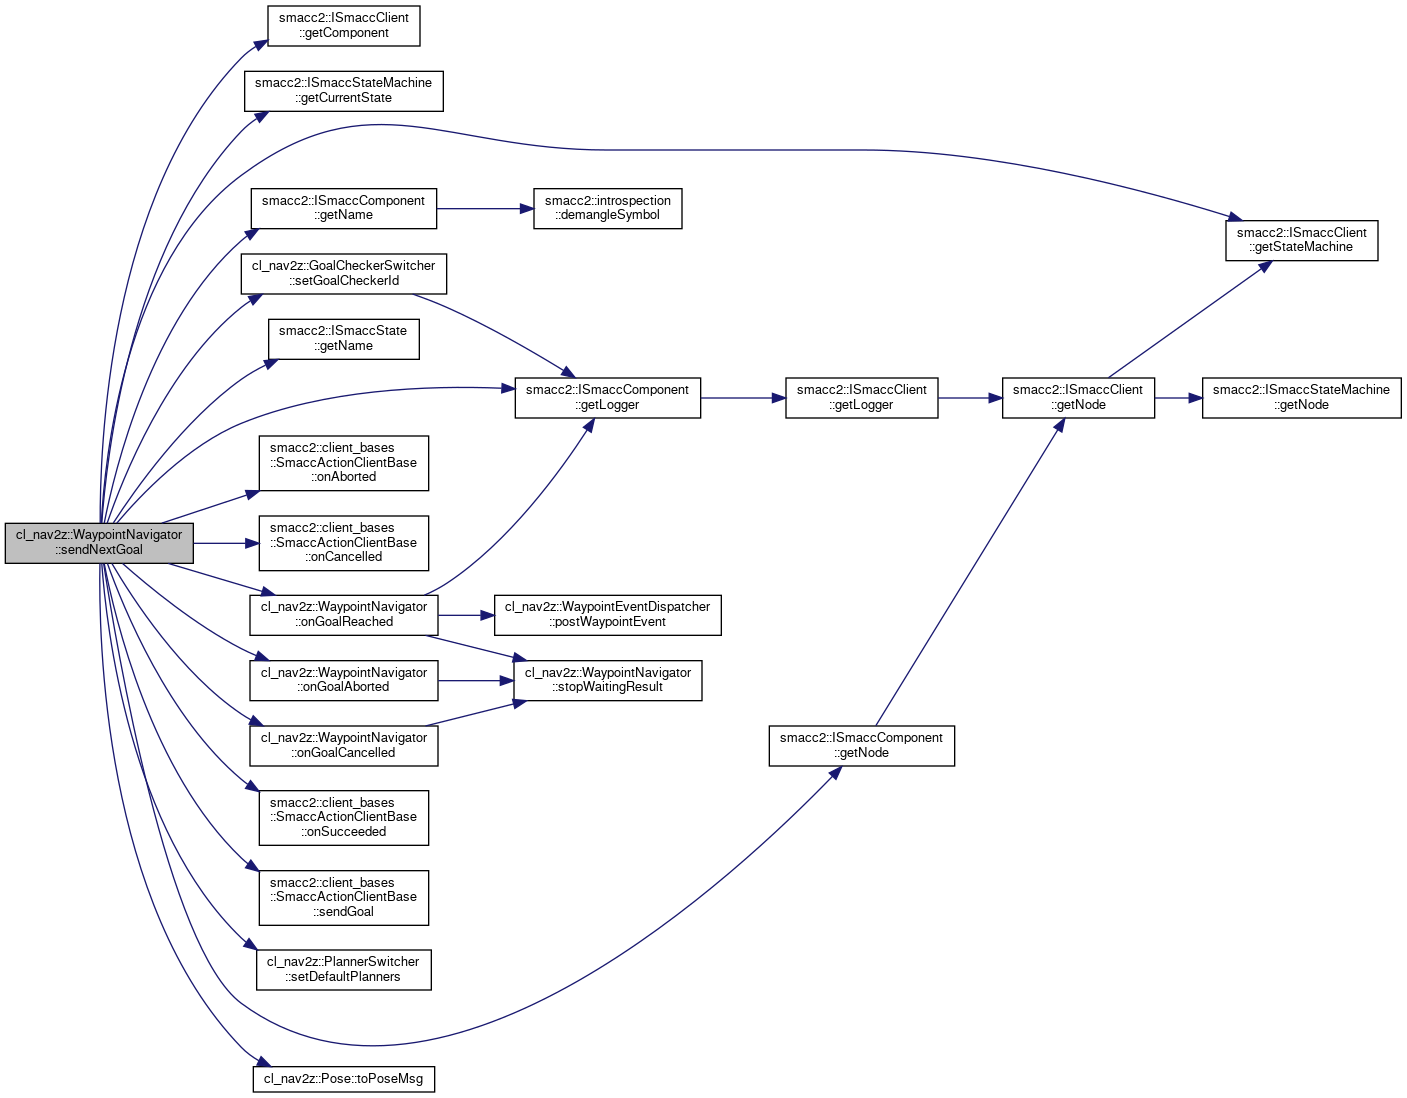 smacc2::ISmaccClient
::getComponent
smacc2::ISmaccStateMachine
::getCurrentState
smacc2::ISmaccComponent
::getName
smacc2::introspection
::demangleSymbol
smacc2::ISmaccClient
::getStateMachine
cl_nav2z::GoalCheckerSwitcher
::setGoalCheckerId
smacc2::ISmaccState
::getName
smacc2::ISmaccComponent
::getLogger
smacc2::ISmaccClient
::getLogger
smacc2::ISmaccClient
::getNode
smacc2::ISmaccStateMachine
::getNode
smacc2::client_bases
::SmaccActionClientBase
::onAborted
cl_nav2z::WaypointNavigator
::sendNextGoal
smacc2::client_bases
::SmaccActionClientBase
::onCancelled
cl_nav2z::WaypointNavigator
::onGoalReached
cl_nav2z::WaypointEventDispatcher
::postWaypointEvent
cl_nav2z::WaypointNavigator
::onGoalAborted
cl_nav2z::WaypointNavigator
::stopWaitingResult
cl_nav2z::WaypointNavigator
::onGoalCancelled
smacc2::ISmaccComponent
::getNode
smacc2::client_bases
::SmaccActionClientBase
::onSucceeded
smacc2::client_bases
::SmaccActionClientBase
::sendGoal
cl_nav2z::PlannerSwitcher
::setDefaultPlanners
cl_nav2z::Pose::toPoseMsg